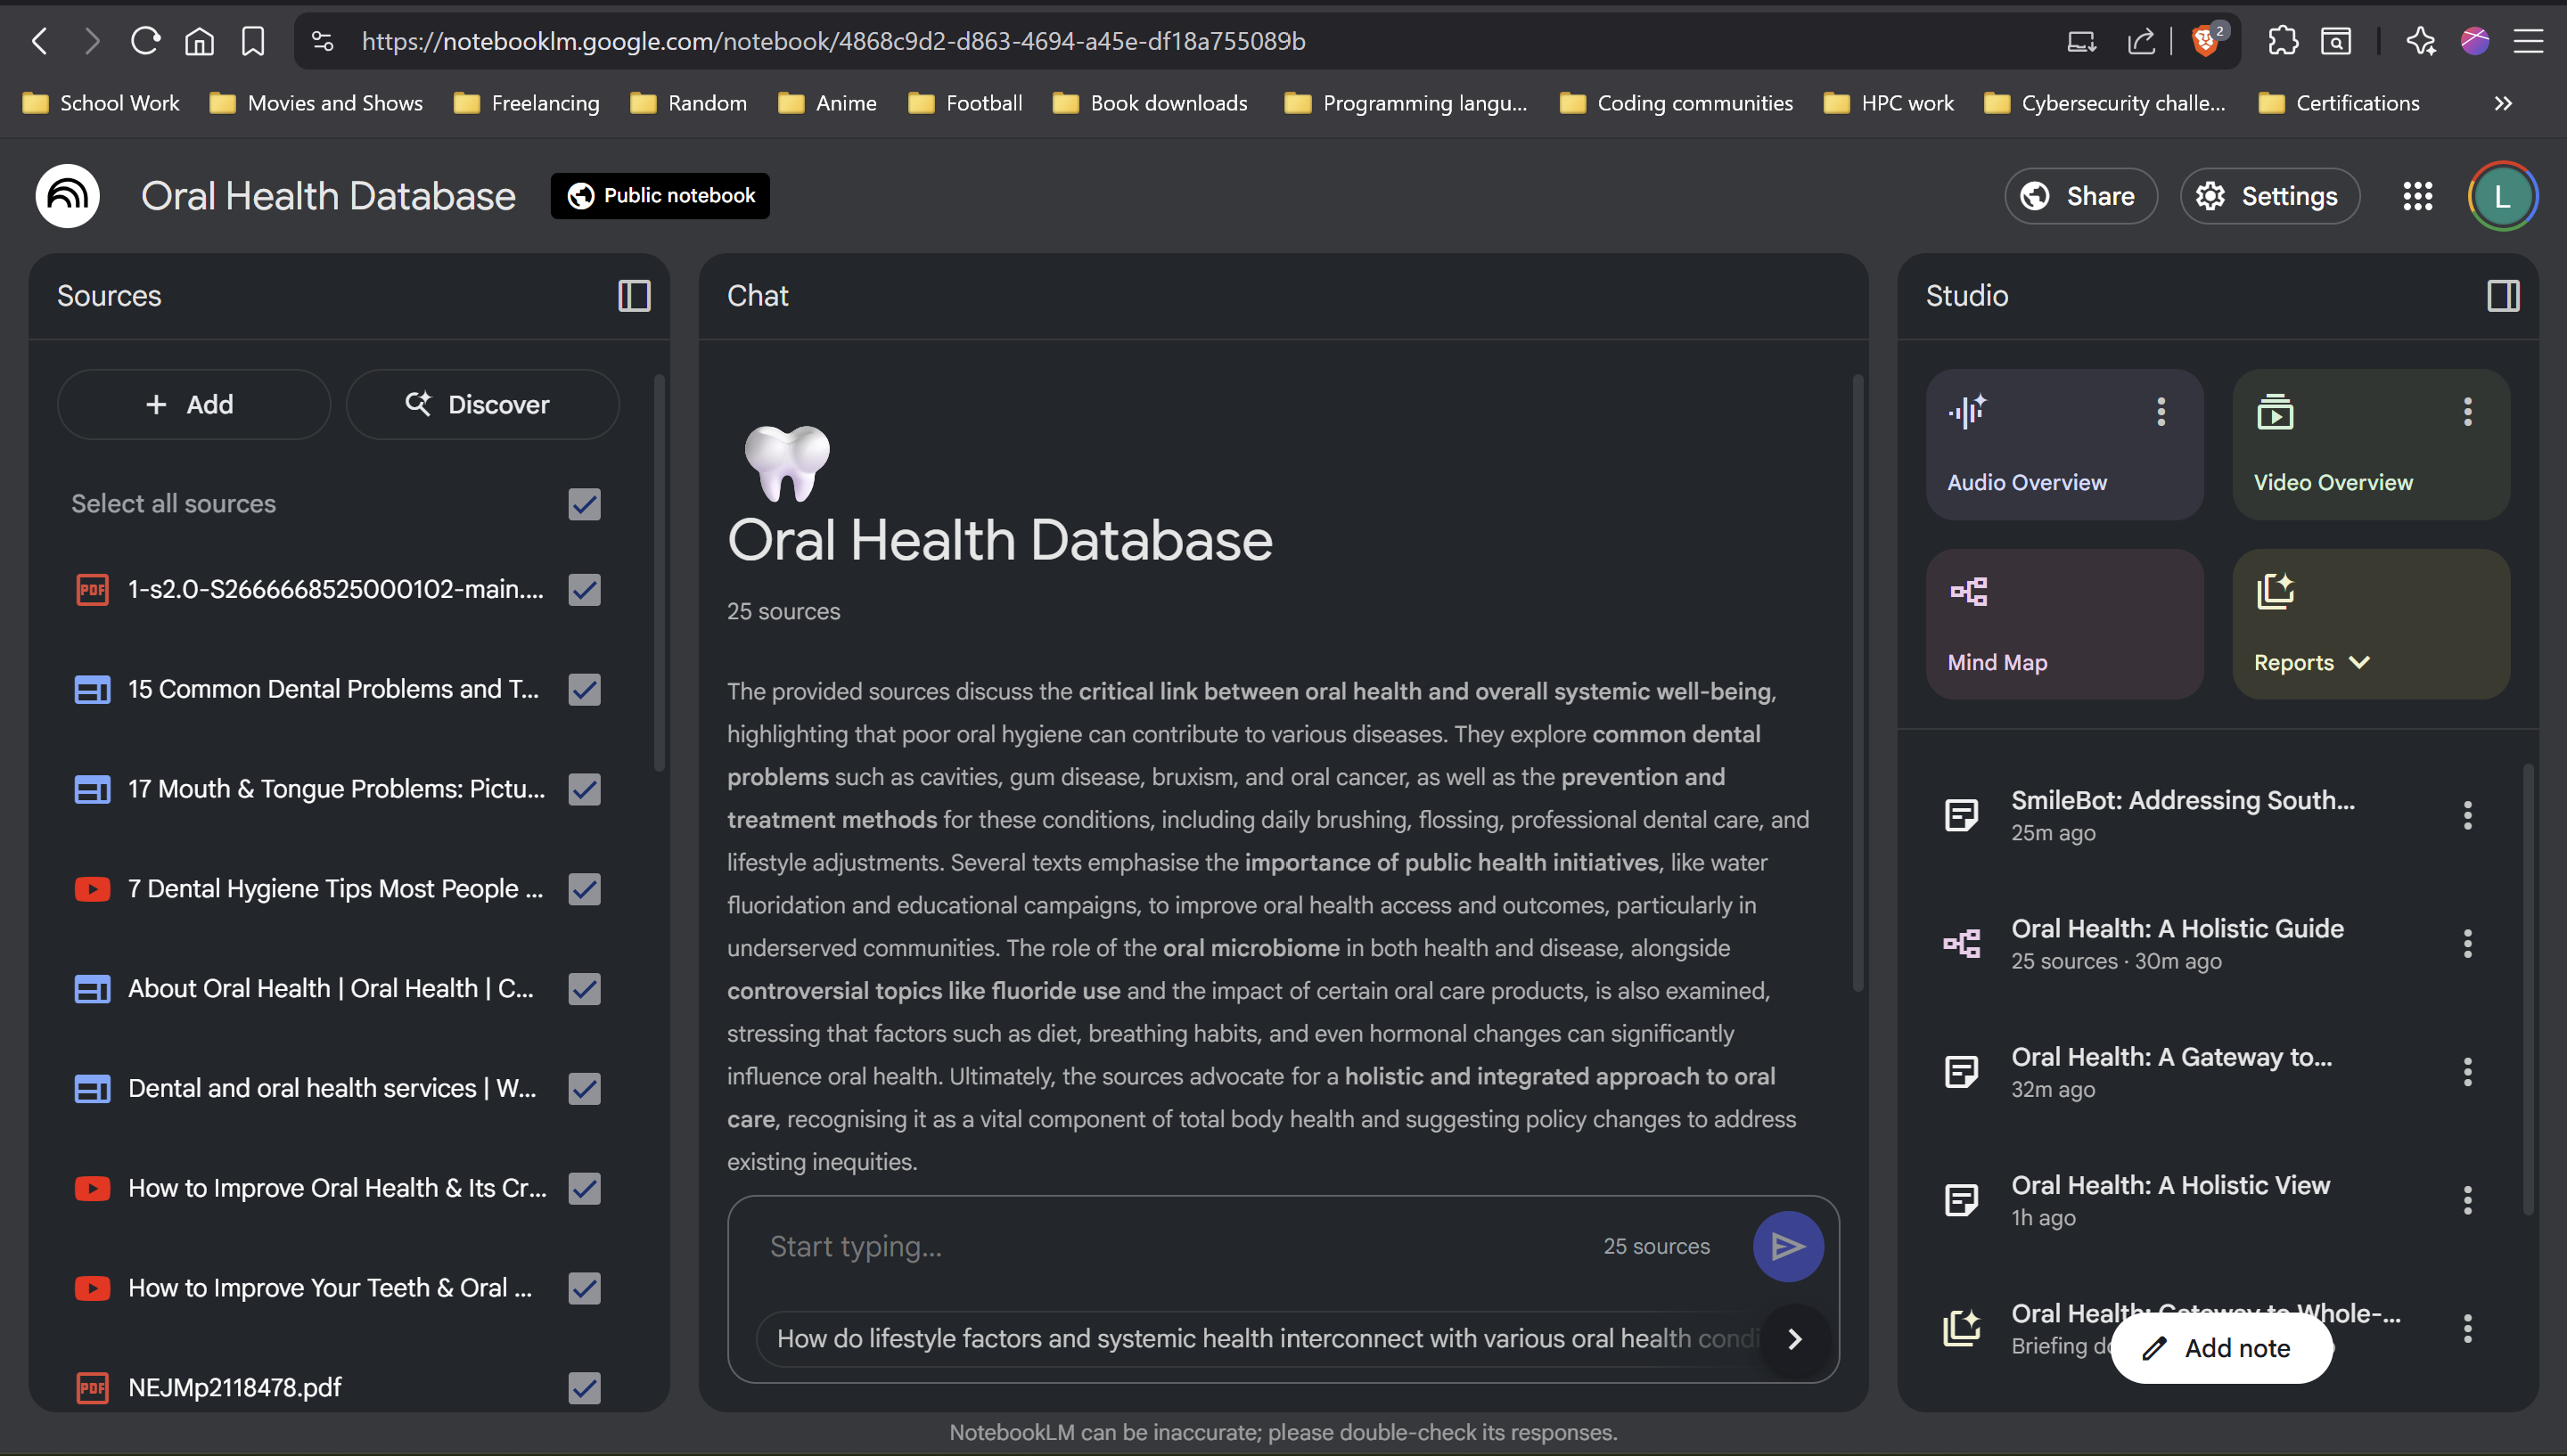 https://notebooklm.google.com/notebook/4868c9d2-d863-4694-a45e-df18a755089b
2
School Work
Movies and Shows
Freelancing
Random
Anime
Football
Book downloads
Programming langu...
Coding communities
HPC work
Cybersecurity challe...
Certifications
Oral Health Database
Public notebook
Share
Settings
L
Sources
Add
Discover
Select all sources
PDF
1-s2.0-S2666668525000102-main....
15 Common Dental Problems and T...
17 Mouth & Tongue Problems: Pictu...
7 Dental Hygiene Tips Most People ...
About Oral Health | Oral Health | C...
Dental and oral health services | W...
How to Improve Oral Health & Its Cr...
How to Improve Your Teeth & Oral ...
PDF
NEJMp2118478.pdf
Chat
Oral Health Database
25 sources
The provided sources discuss the critical link between oral health and overall systemic well-being,
highlighting that poor oral hygiene can contribute to various diseases. They explore common dental
problems such as cavities, gum disease, bruxism, and oral cancer, as well as the prevention and
treatment methods for these conditions, including daily brushing, flossing, professional dental care, and
lifestyle adjustments. Several texts emphasise the importance of public health initiatives, like water
fluoridation and educational campaigns, to improve oral health access and outcomes, particularly in
underserved communities. The role of the oral microbiome in both health and disease, alongside
controversial topics like fluoride use and the impact of certain oral care products, is also examined,
stressing that factors such as diet, breathing habits, and even hormonal changes can significantly
influence oral health. Ultimately, the sources advocate for a holistic and integrated approach to oral
care, recognising it as a vital component of total body health and suggesting policy changes to address
existing inequities.
Start typing...
25 sources
How do lifestyle factors and systemic health interconnect with various oral health condi
Studio
Audio Overview
Video Overview
Mind Map
Reports
SmileBot: Addressing South...
25m ago
Oral Health: A Holistic Guide
25 sources · 30m ago
Oral Health: A Gateway to...
32m ago
Oral Health: A Holistic View
1h ago
Oral Health: Gateway to Whole-...
Briefing
Add note
NotebookLM can be inaccurate; please double-check its responses.